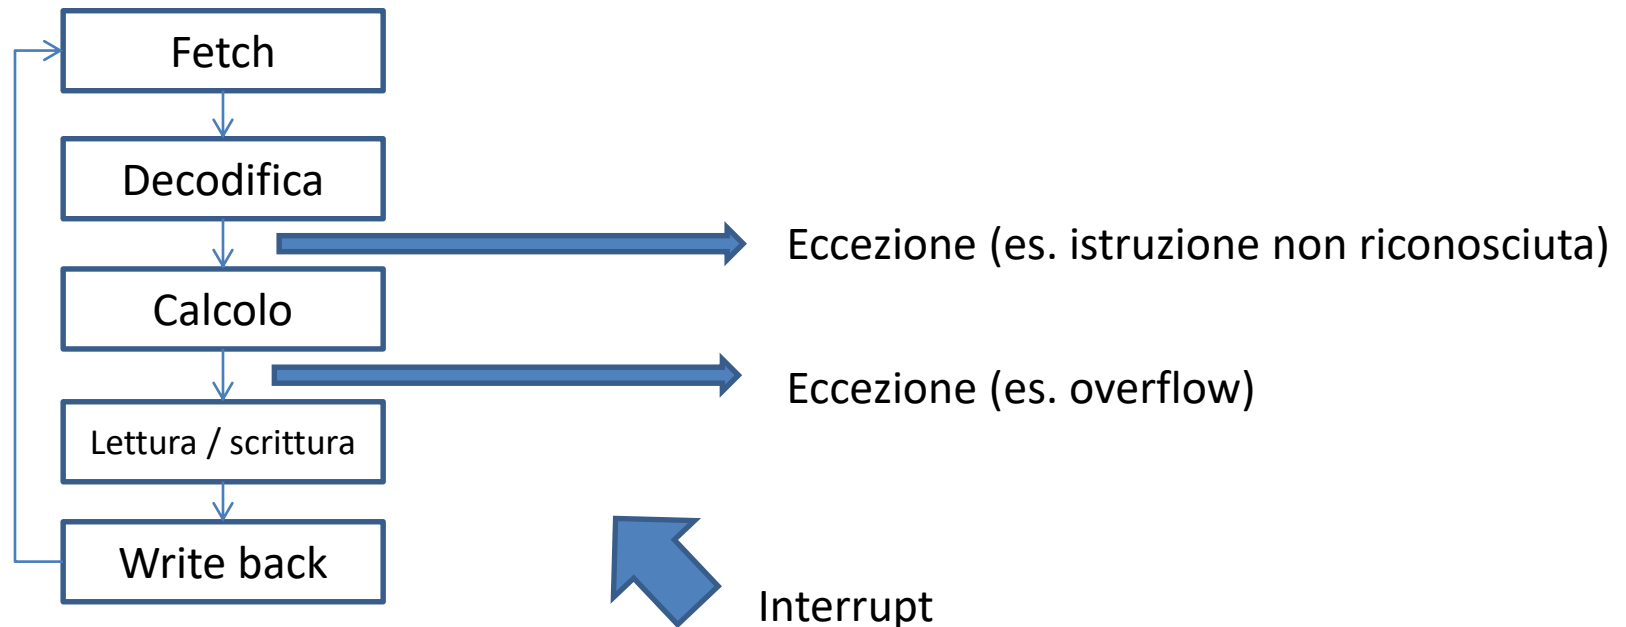 Fetch
Decodifica
Eccezione (es. istruzione non riconosciuta)
Calcolo
Eccezione (es. overflow)
Lettura / scrittura
Write back
Interrupt